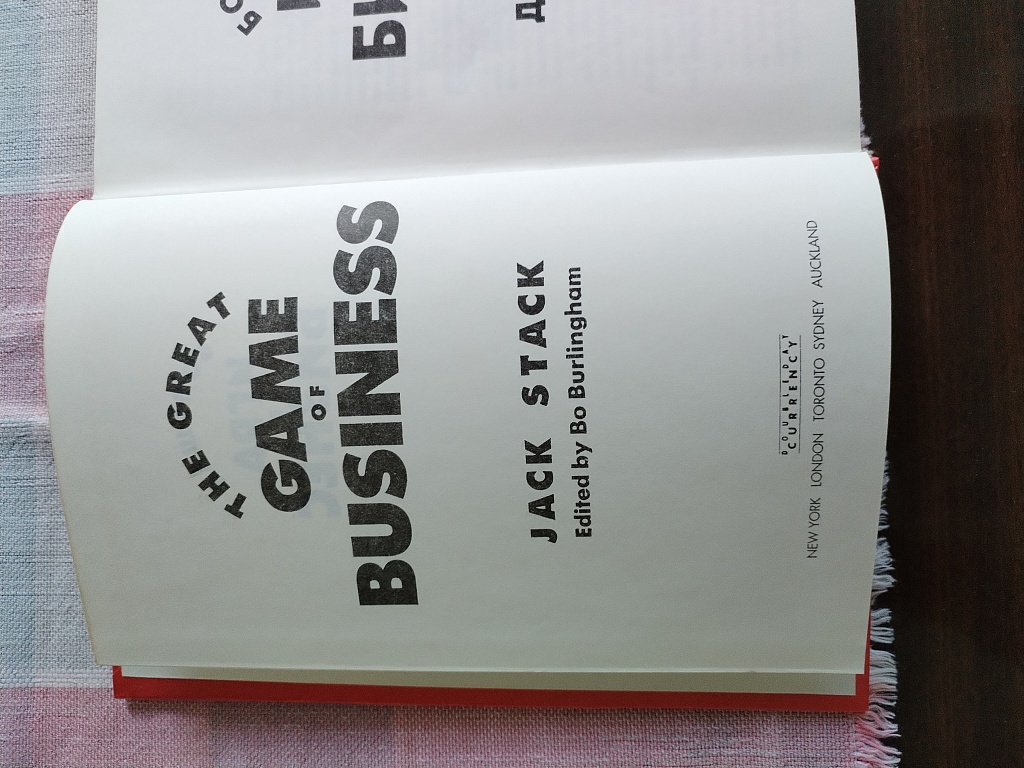 THE GREAT
GAME
OF
BUSINESS
JACK STACK
Edited by Bo Burlingham
DOUBLEDAY
CURRENCY
NEW YORK LONDON TORONTO SYDNEY AUCKLAND